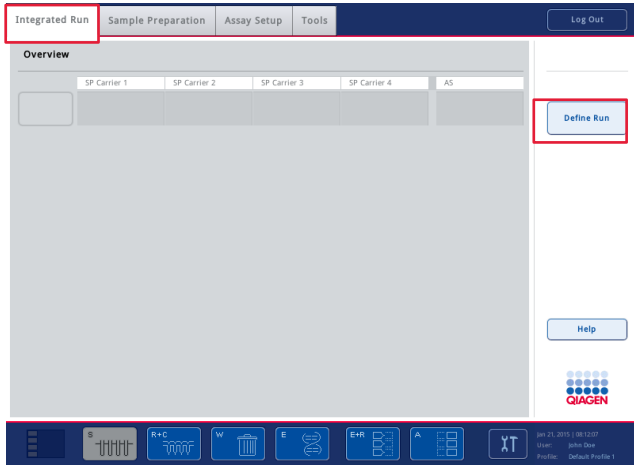 Integrated Run Sample Preparation Assay Setup Tools Log Out
Overview
SP Carrier 1 SP Carrier 2 SP Carrier 3 SP Carrier 4 AS
Define Run
Help
QIAGEN
S R+C W E E+R A
Jan 21, 2015 | 08:12:07
User: John Doe
Profile: Default Profile 1